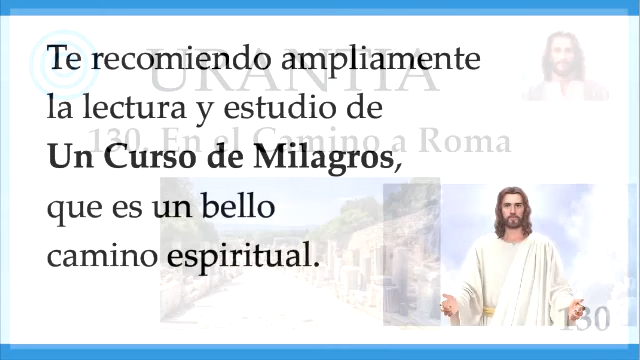 Te recomiendo ampliamente
la lectura y estudio de
Un Curso de Milagros,
que es un bello
camino espiritual.
URANTIA
130. En el Camino a Roma
130